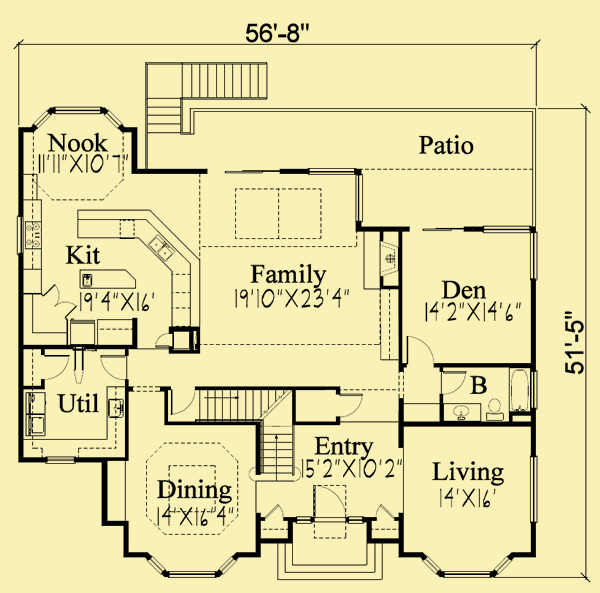 56'-8"
Nook
11'11"X10'7"
Patio
Kit
19'4"X16'
Family
19'10"X23'4"
Den
14'2"X14'6"
51'-5"
Util
B
Entry
15'2"X10'2"
Dining
14'X16'4"
Living
14'X16'